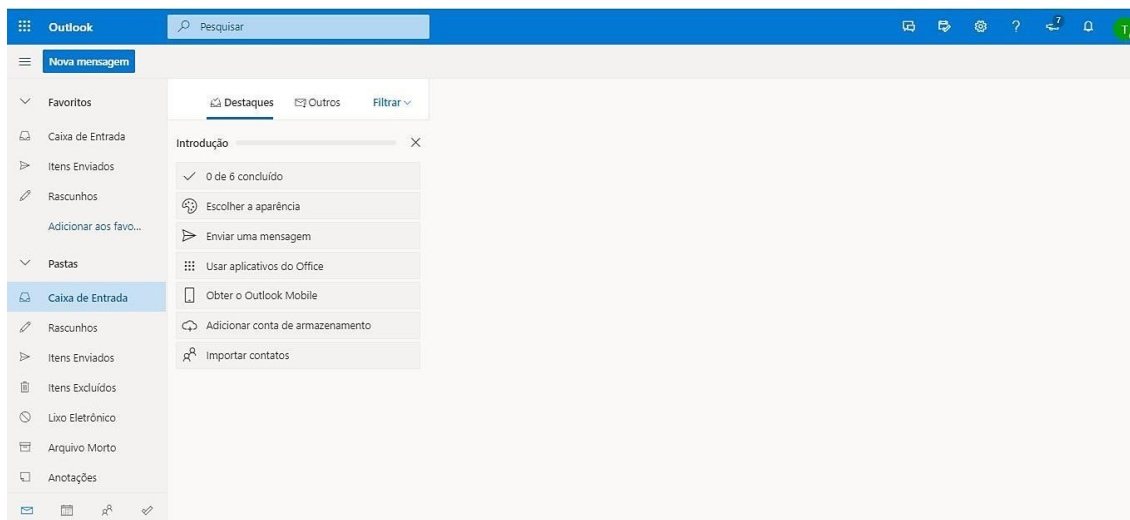 Outlook
Pesquisar
?
7
T
Nova mensagem
Favoritos
Caixa de Entrada
Itens Enviados
Rascunhos
Adicionar aos favo...
Pastas
Caixa de Entrada
Rascunhos
Itens Enviados
Itens Excluídos
Lixo Eletrônico
Arquivo Morto
Anotações
Destaques
Outros
Filtrar
Introdução
0 de 6 concluído
Escolher a aparência
Enviar uma mensagem
Usar aplicativos do Office
Obter o Outlook Mobile
Adicionar conta de armazenamento
Importar contatos